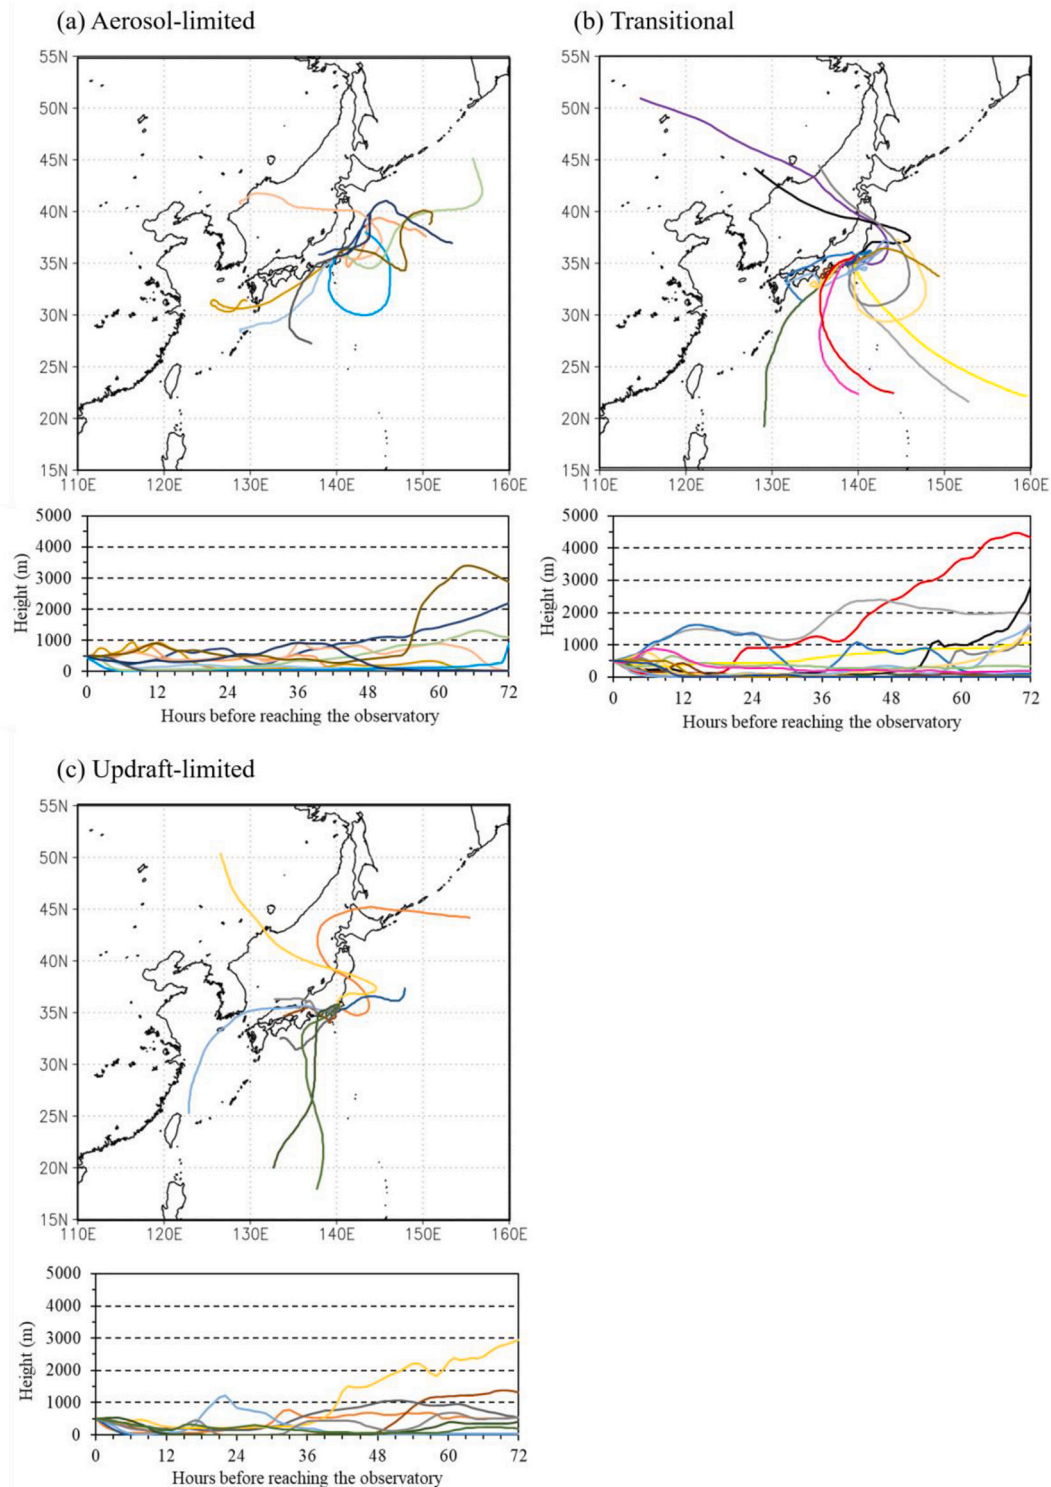 (a) Aerosol-limited
(b) Transitional
55N
50N
45N
40N
35N
30N
25N
20N
15N
110E 120E 130E 140E 150E 160E
55N
50N
45N
40N
35N
30N
25N
20N
15N
110E 120E 130E 140E 150E 160E
Height (m)
5000
4000
3000
2000
1000
0
0 12 24 36 48 60 72
Hours before reaching the observatory
Height (m)
5000
4000
3000
2000
1000
0
0 12 24 36 48 60 72
Hours before reaching the observatory
(c) Updraft-limited
55N
50N
45N
40N
35N
30N
25N
20N
15N
110E 120E 130E 140E 150E 160E
Height (m)
5000
4000
3000
2000
1000
0
0 12 24 36 48 60 72
Hours before reaching the observatory